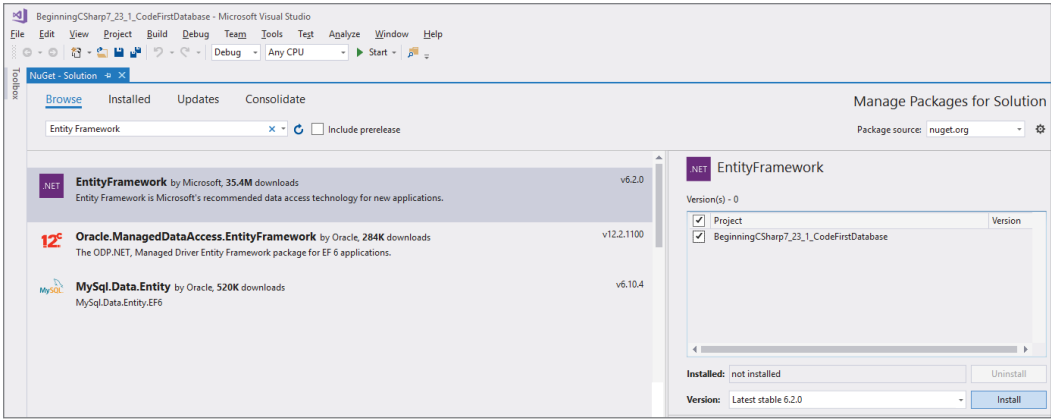 BeginningCSharp7_23_1_CodeFirstDatabase - Microsoft Visual Studio
File Edit View Project Build Debug Team Tools Test Analyze Window Help
Debug Any CPU Start
Toolbox
NuGet - Solution
Browse Installed Updates Consolidate
Manage Packages for Solution
Entity Framework
Include prerelease
Package source: nuget.org
.NET
EntityFramework by Microsoft, 35.4M downloads
v6.2.0
Entity Framework is Microsoft's recommended data access technology for new applications.
12c
Oracle.ManagedDataAccess.EntityFramework by Oracle, 284K downloads
v12.2.1100
The ODP.NET, Managed Driver Entity Framework package for EF 6 applications.
MySQL
MySql.Data.Entity by Oracle, 520K downloads
v6.10.4
MySql.Data.Entity.EF6
.NET
EntityFramework
Version(s) - 0
Project Version
BeginningCSharp7_23_1_CodeFirstDatabase
Installed: not installed
Uninstall
Version: Latest stable 6.2.0
Install